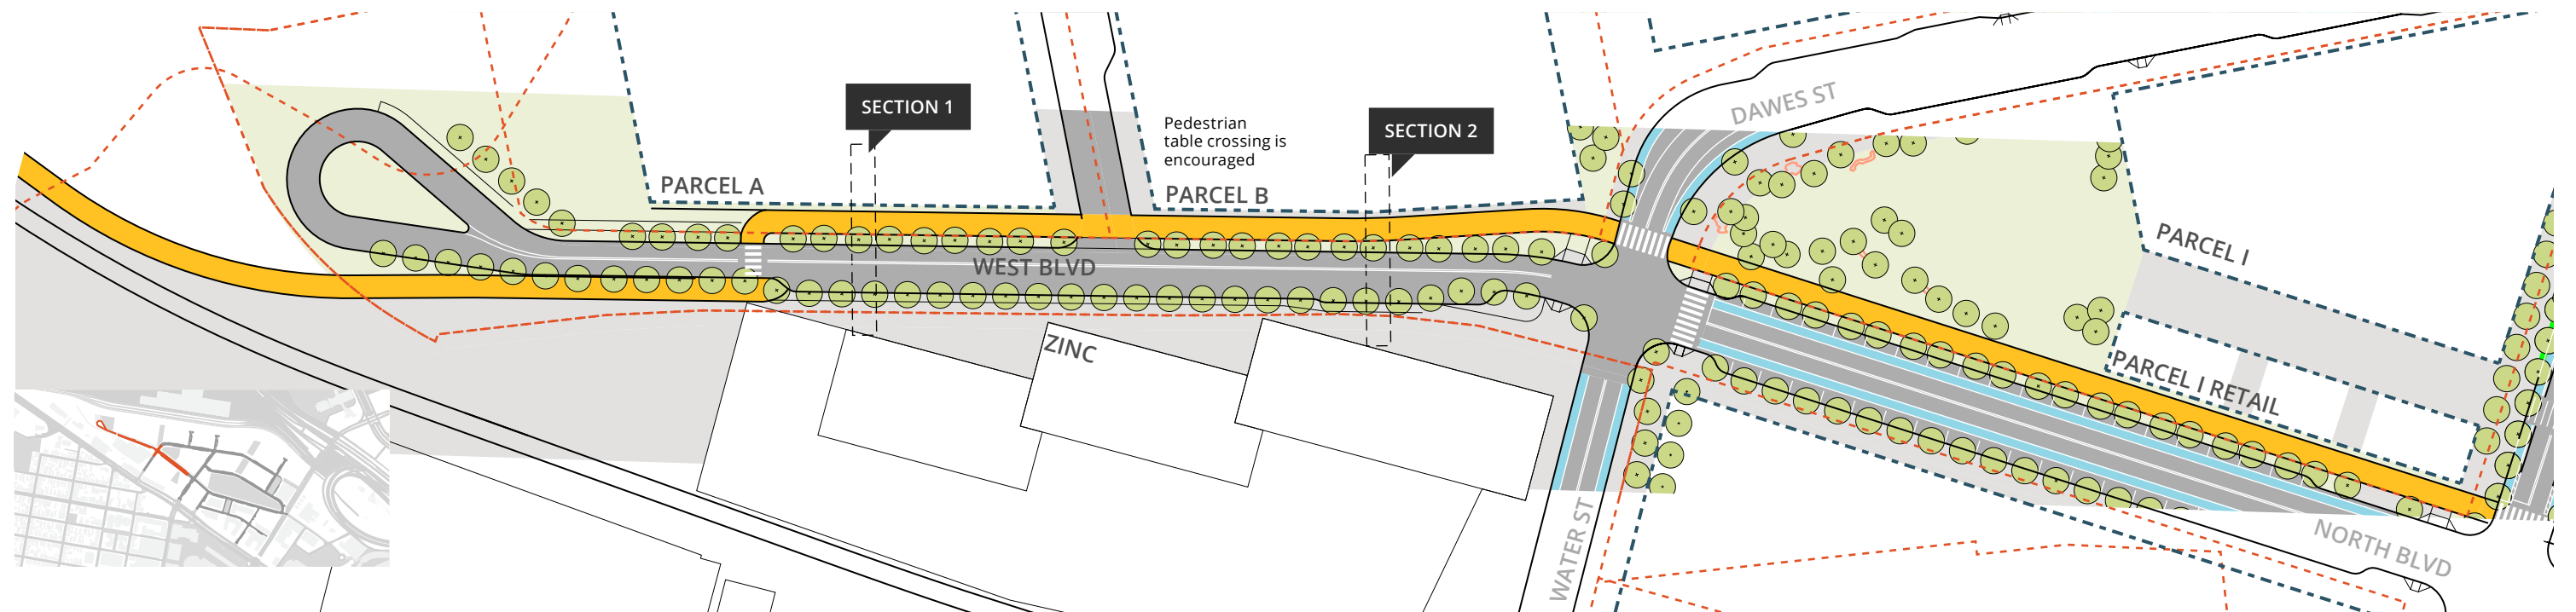 DAWES ST
SECTION 1
SECTION 2
Pedestrian
table crossing is
encouraged
PARCEL A
PARCEL B
PARCEL I
WEST BLVD
ZINC
PARCEL I RETAIL
WATER ST
NORTH BLVD